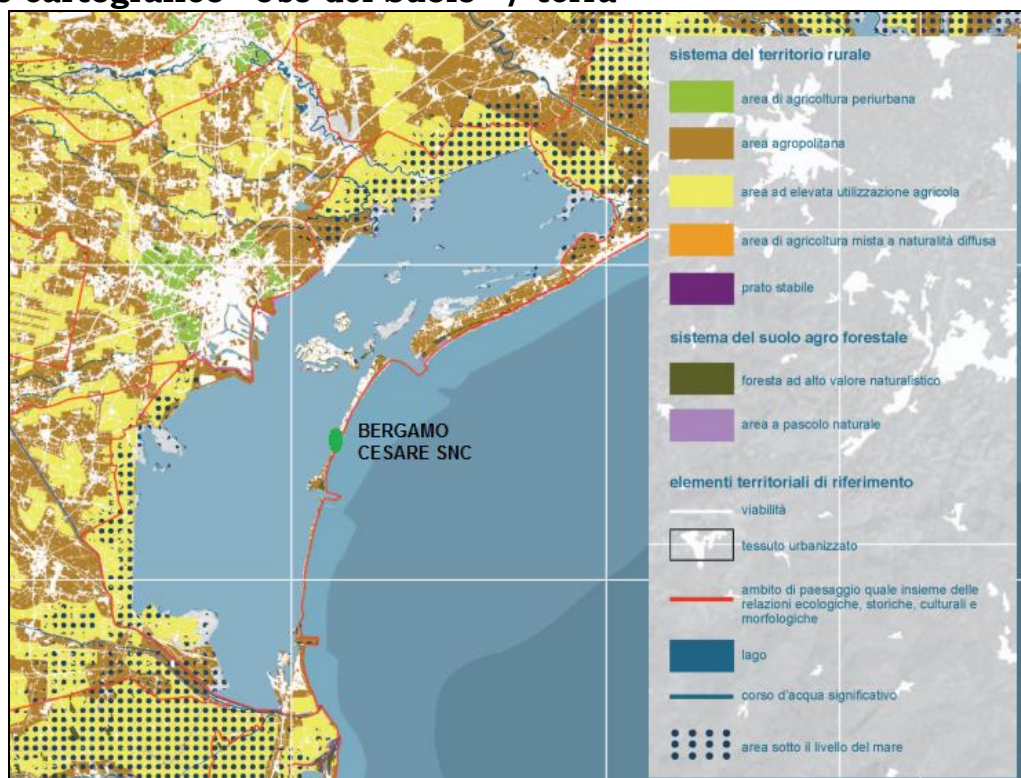 cartografico "Uso del suolo" / terra
sistema del territorio rurale
area di agricoltura periurbana
area agropolitana
area ad elevata utilizzazione agricola
area di agricoltura mista a naturalità diffusa
prato stabile
sistema del suolo agro forestale
foresta ad alto valore naturalistico
area a pascolo naturale
elementi territoriali di riferimento
viabilità
tessuto urbanizzato
ambito di paesaggio quale insieme delle
relazioni ecologiche, storiche, culturali e
morfologiche
lago
corso d'acqua significativo
area sotto il livello del mare
BERGAMO
CESARE SNC